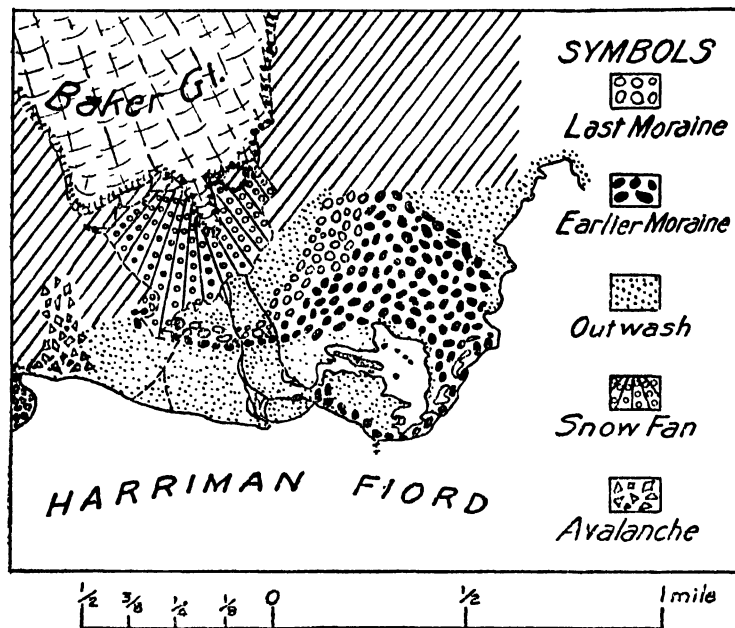 Baker Gl.
HARRIMAN FIORD
SYMBOLS
Last Moraine
Earlier Moraine
Outwash
Snow Fan
Avalanche
1/2 3/8 1/4 1/8 0 1/2 1 mile